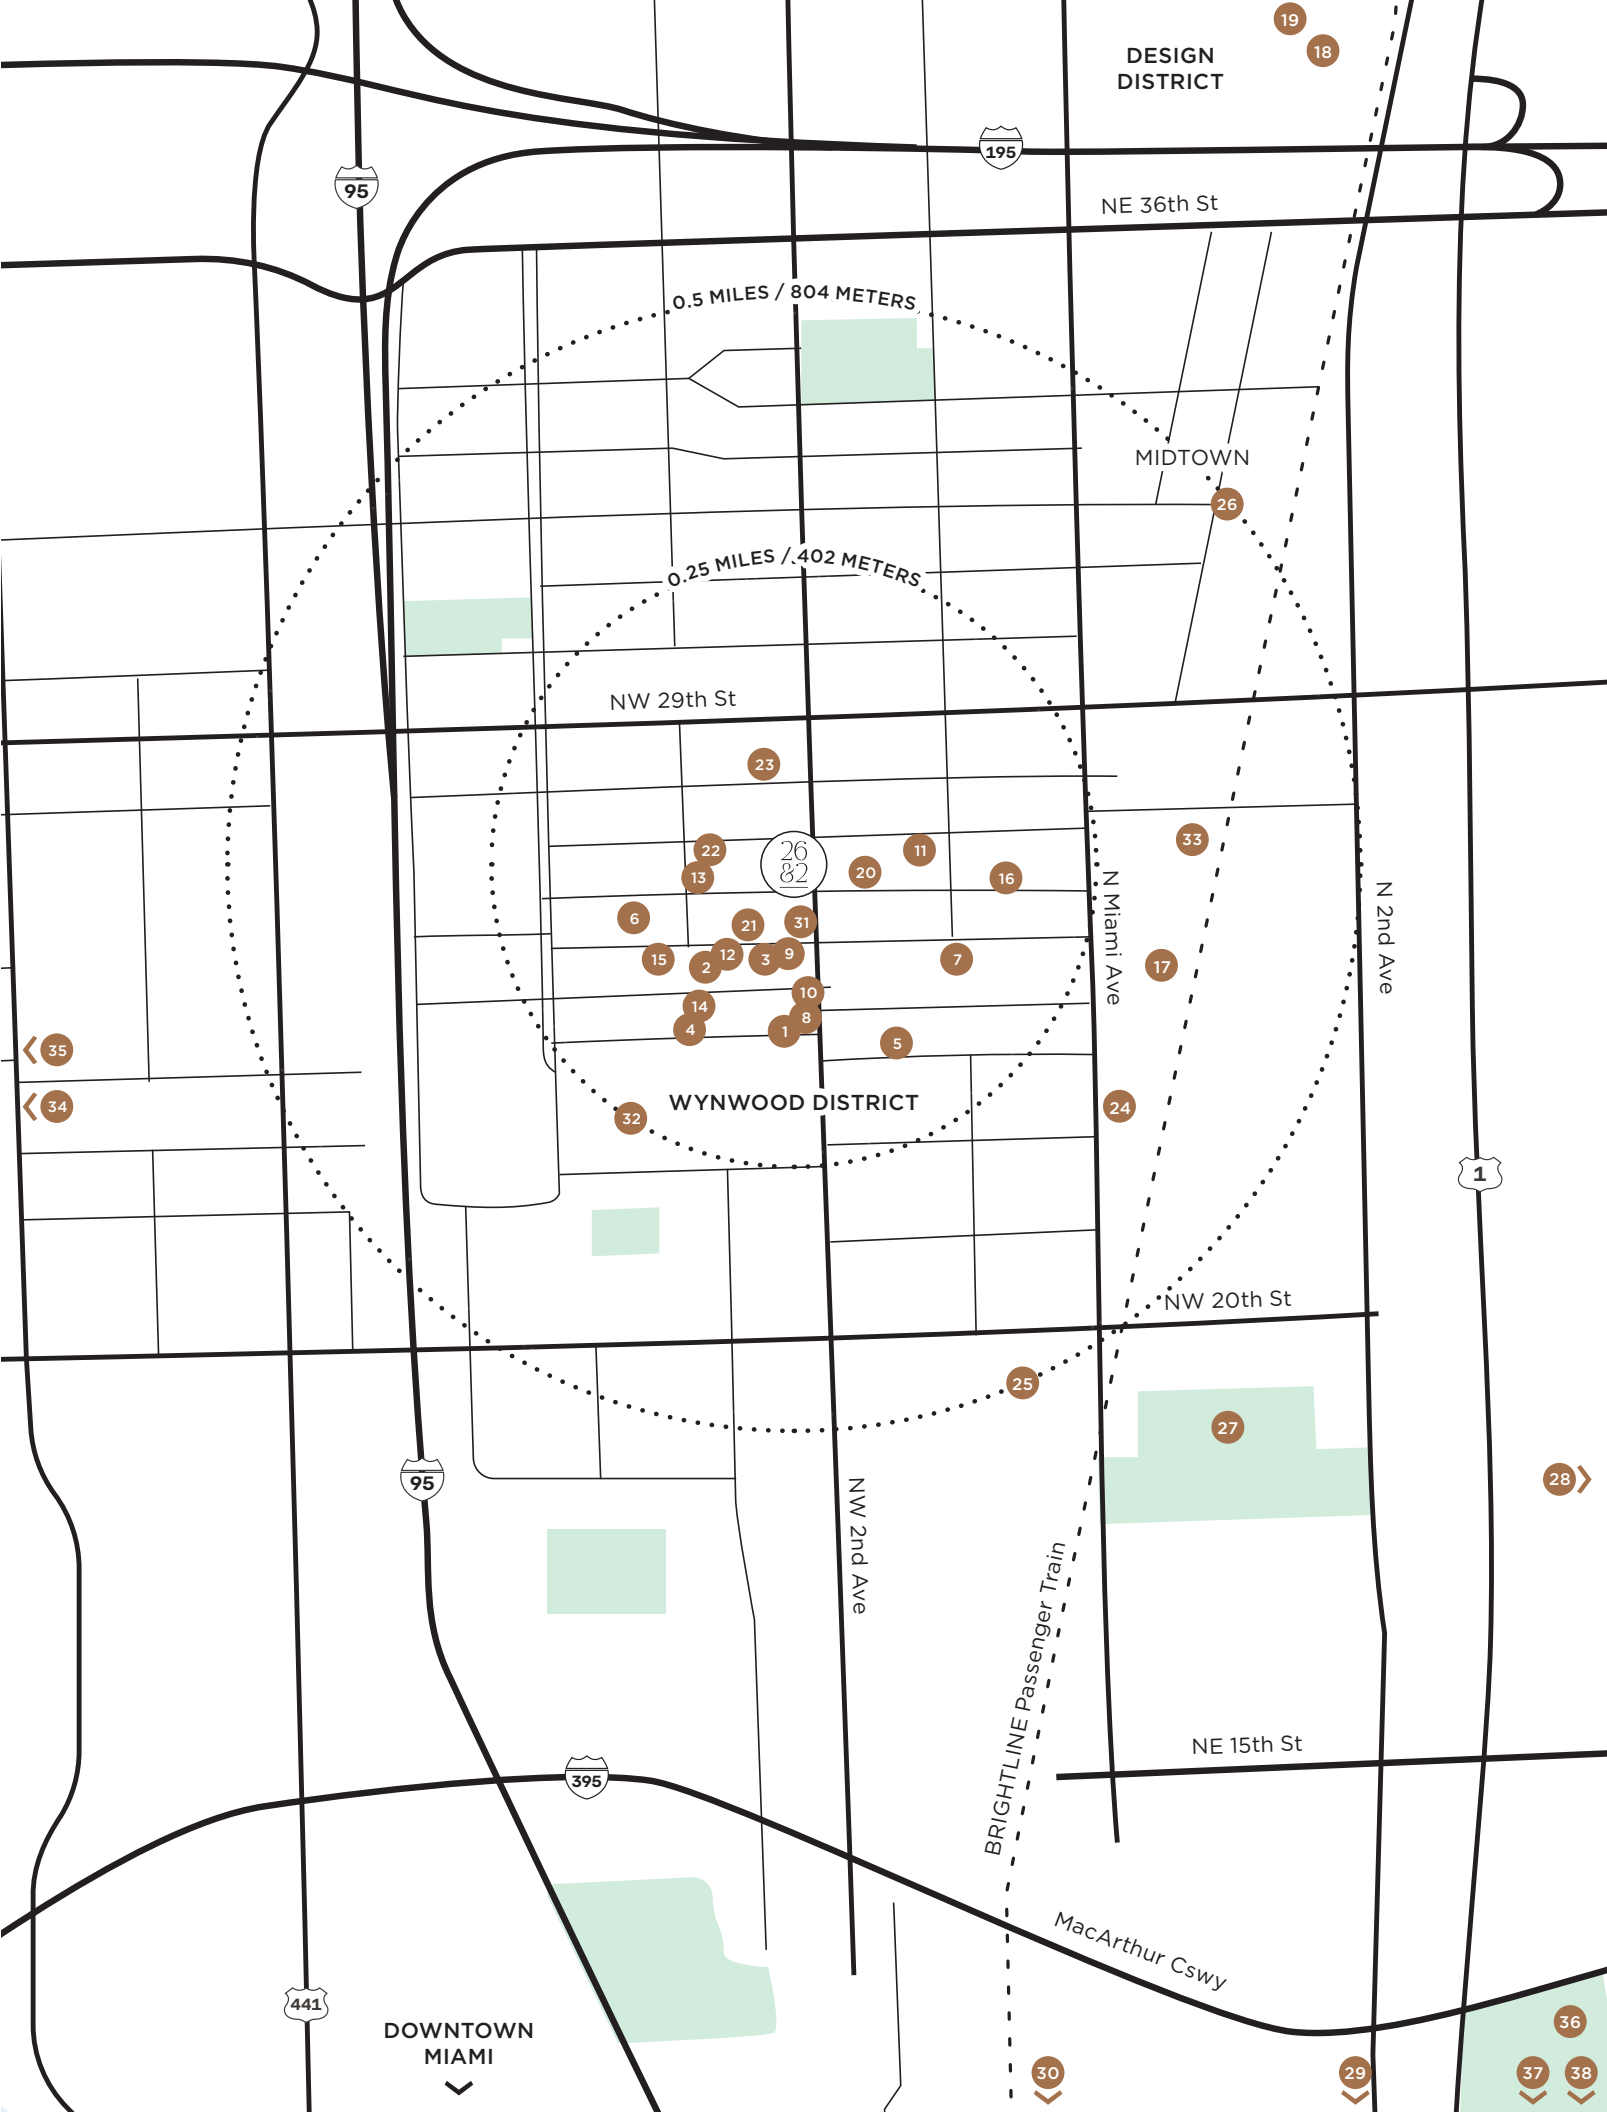 19
18
DESIGN
DISTRICT
195
95
NE 36th St
0.5 MILES / 804 METERS
MIDTOWN
26
0.25 MILES / 402 METERS
NW 29th St
23
33
22
26
&2
11
20
13
16
N Miami Ave
N 2nd Ave
6
21
31
15
2
12
3
9
7
17
10
14
8
4
1
5
35
34
WYNWOOD DISTRICT
24
32
1
NW 20th St
25
27
95
28
NW 2nd Ave
BRIGHTLINE Passenger Train
NE 15th St
395
MacArthur Cswy
441
DOWNTOWN
MIAMI
36
30
29
37
38